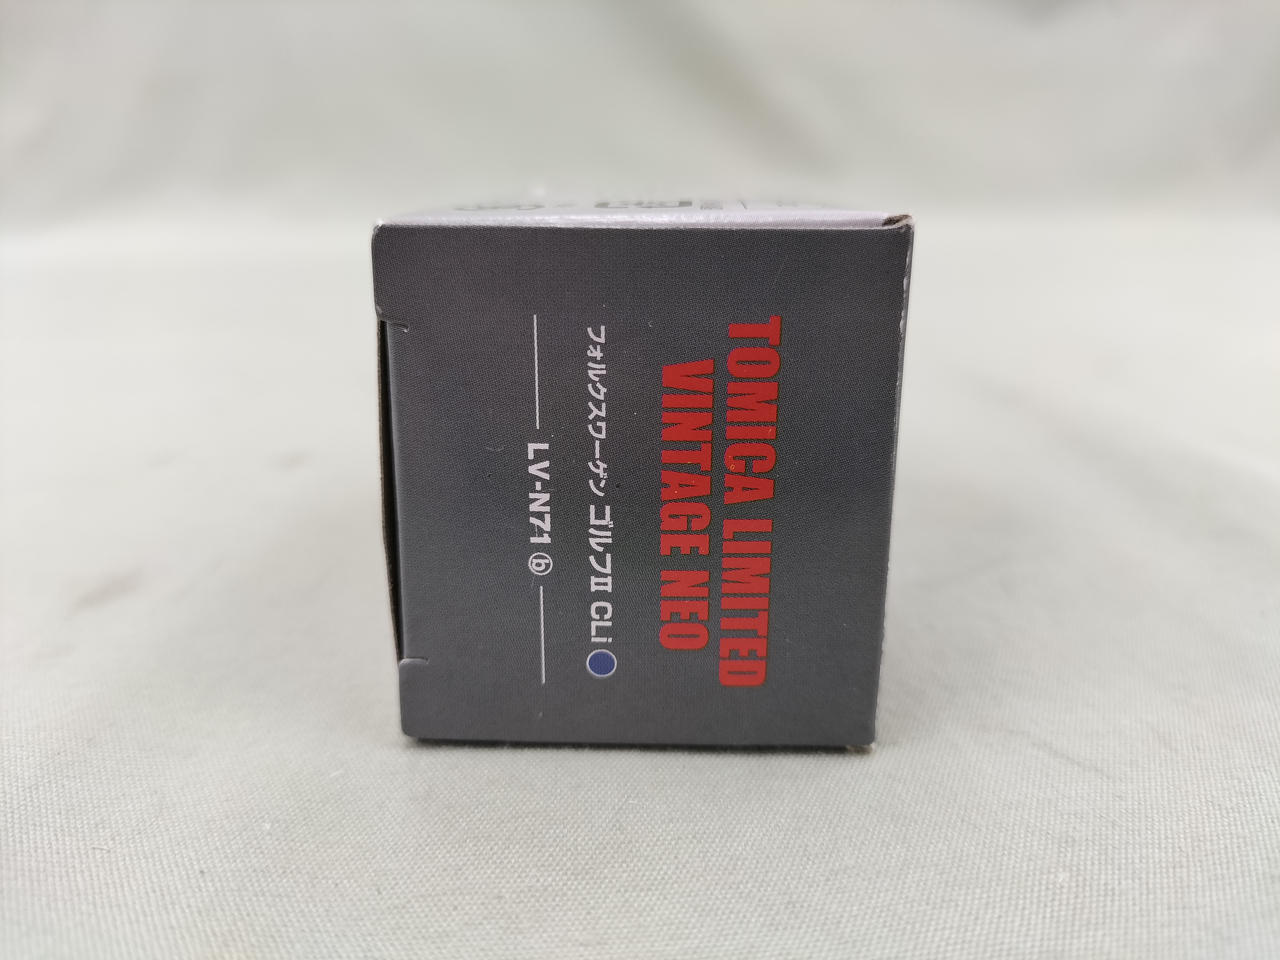 TOMICA LIMITED
VINTAGE NEO
フォルクスワーゲン ゴルフII CLi
LV-N71 ⓑ